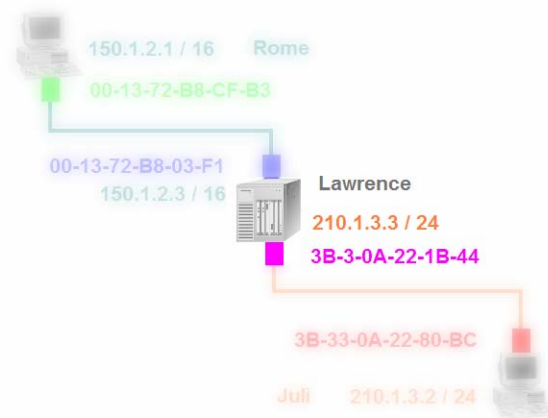 150.1.2.1 / 16 Rome
00-13-72-B8-CF-B3
00-13-72-B8-03-F1
150.1.2.3 / 16
Lawrence
210.1.3.3 / 24
3B-3-0A-22-1B-44
3B-33-0A-22-80-BC
Juli 210.1.3.2 / 24